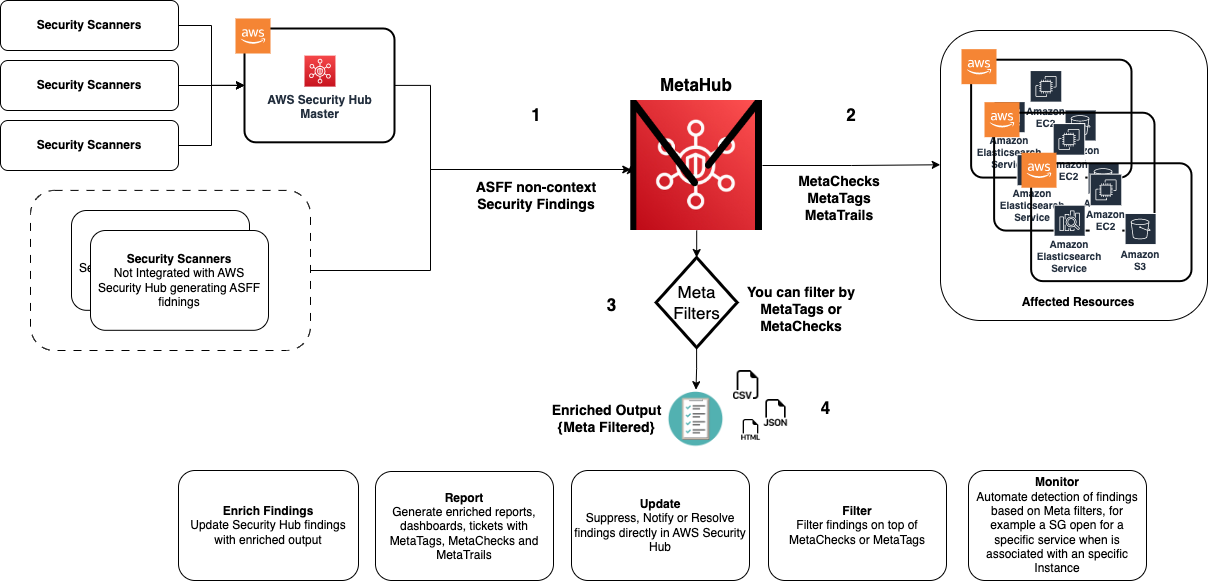 Security Scanners
Security Scanners
Security Scanners
aws
AWS Security Hub
Master
Se
Security Scanners
Not Integrated with AWS
Security Hub generating ASFF
fidnings
1
ASFF non-context
Security Findings
MetaHub
2
MetaChecks
MetaTags
MetaTrails
aws
Amazon
EC2
aws
Amazon
Elasticsearch
Servic
aws
EC2
Amazon
Elasticsearch
Service
Amazon
EC2
Amazon
Elasticsearch
Service
Amazon
S3
Affected Resources
3
Meta
Filters
You can filter by
MetaTags or
MetaChecks
Enriched Output
{Meta Filtered}
CSV
JSON
HTML
4
Enrich Findings
Update Security Hub findings
with enriched output
Report
Generate enriched reports,
dashboards, tickets with
MetaTags, MetaChecks and
MetaTrails
Update
Suppress, Notify or Resolve
findings directly in AWS Security
Hub
Filter
Filter findings on top of
MetaChecks or MetaTags
Monitor
Automate detection of findings
based on Meta filters, for
example a SG open for a
specific service when is
associated with an specific
Instance